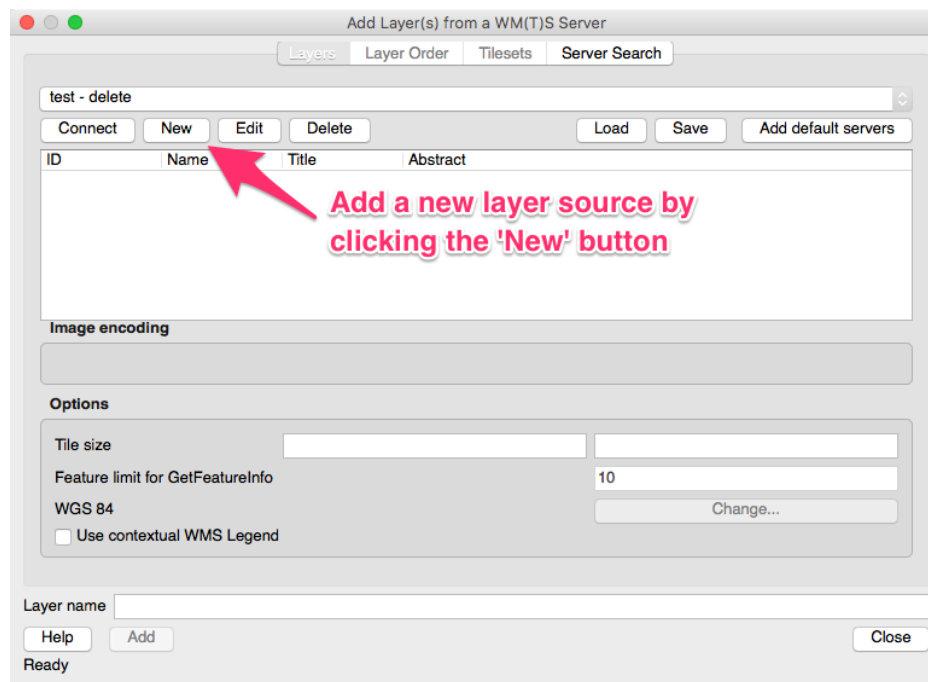 Add Layer(s) from a WM(T)S Server
Layers Layer Order Tilesets Server Search
test - delete
Connect New Edit Delete Load Save Add default servers
ID Name Title Abstract
Add a new layer source by
clicking the 'New' button
Image encoding
Options
Tile size
Feature limit for GetFeatureInfo 10
WGS 84 Change...
Use contextual WMS Legend
Layer name
Help Add Close
Ready